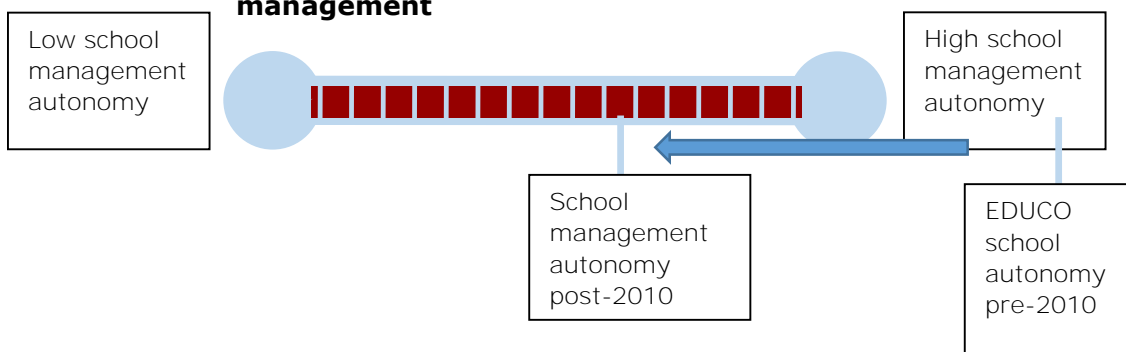 management
Low school
management
autonomy
High school
management
autonomy
School
management
autonomy
post-2010
EDUCO
school
autonomy
pre-2010